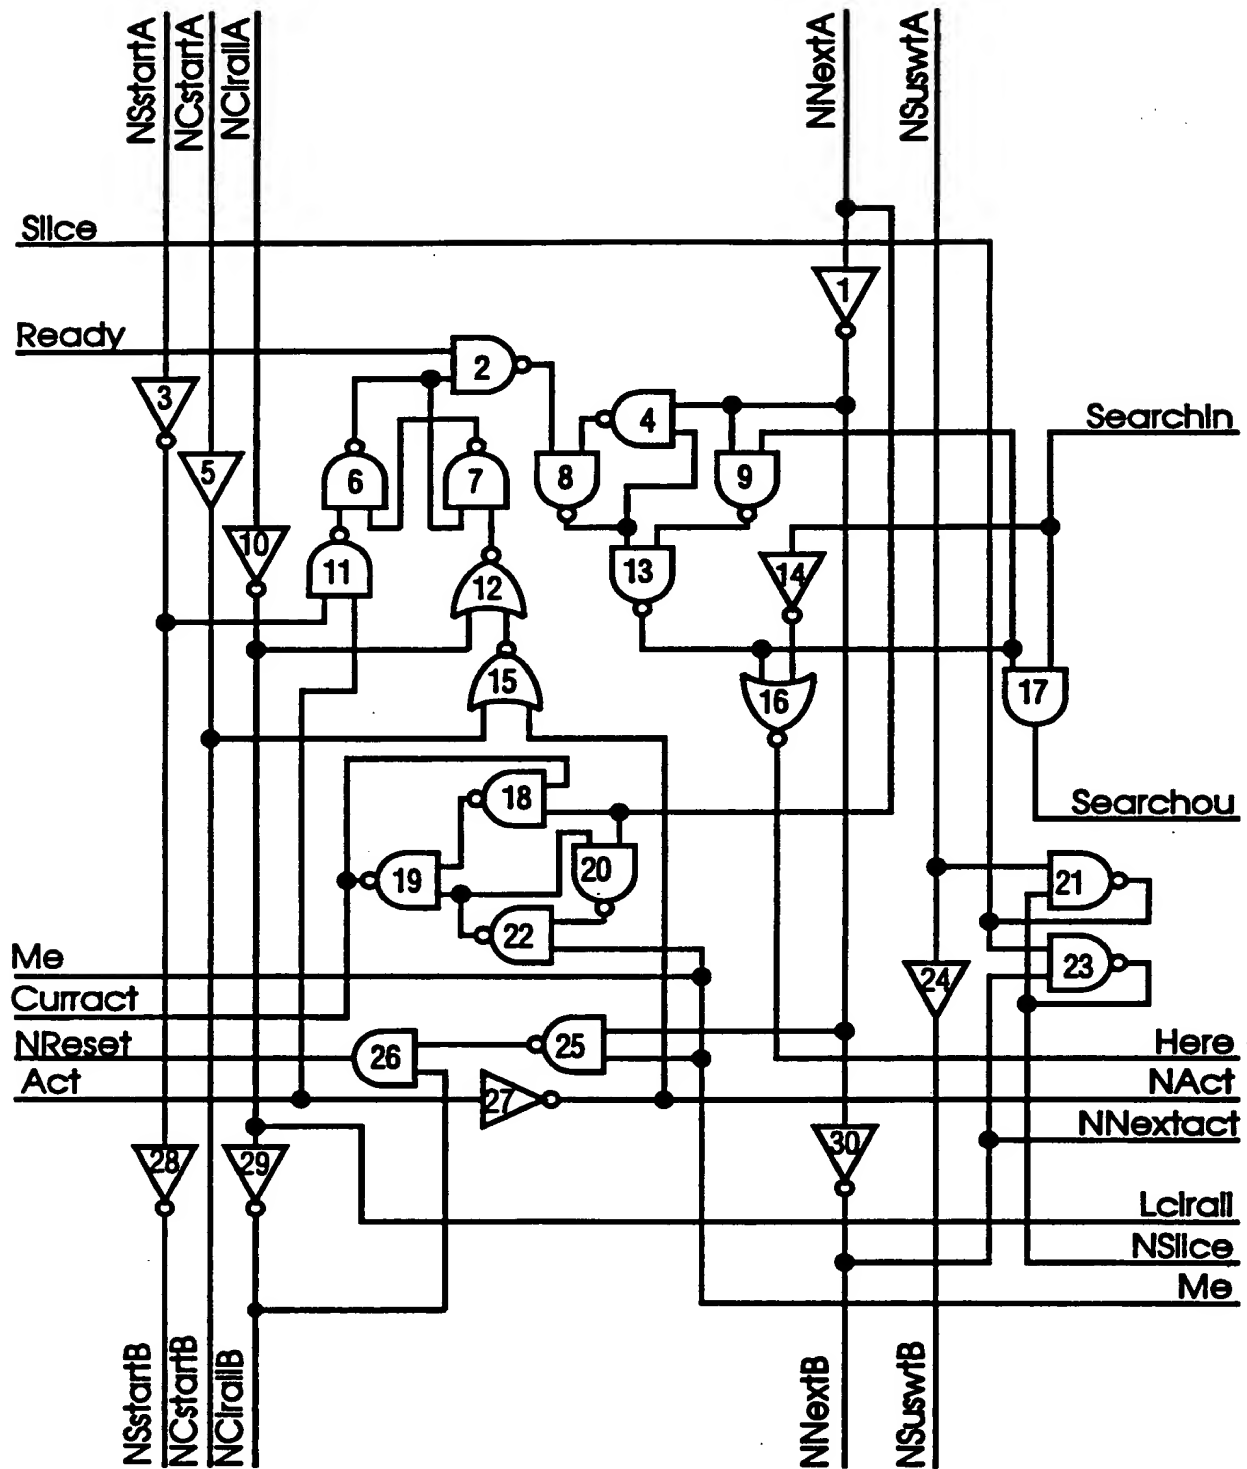 NSstartA
NCstartA
NClrallA
NNextA
NSuswtA
Slice
1
Ready
2
3
4
SearchIn
5
6
7
8
9
10
11
12
13
14
15
16
17
18
Searchou
19
20
21
22
Me
23
24
Curract
25
NReset
26
Here
Act
27
NAct
NNextact
28
29
30
Lclrall
NSlice
Me
NSstartB
NCstartB
NClrallB
NNextB
NSuswtB